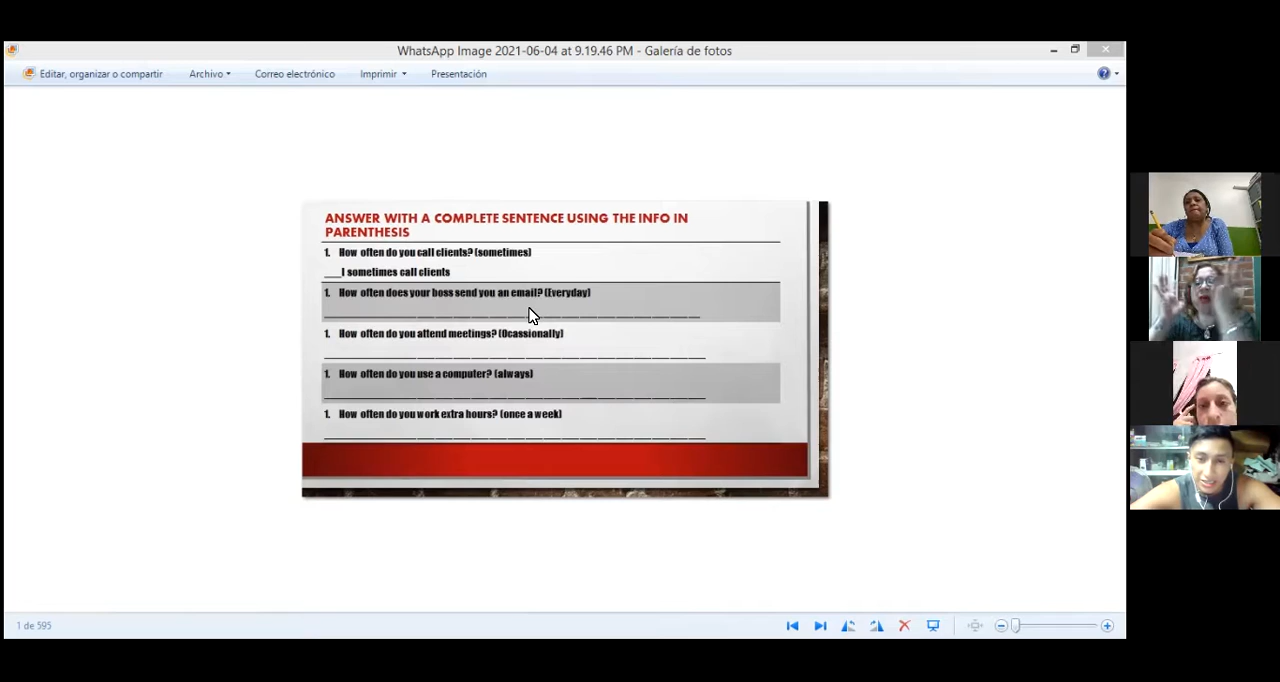 WhatsApp Image 2021-06-04 at 9.19.46 PM - Galería de fotos
Editar, organizar o compartir Archivo Correo electrónico Imprimir Presentación
ANSWER WITH A COMPLETE SENTENCE USING THE INFO IN
PARENTHESIS
1. How often do you call clients? (sometimes)
___I sometimes call clients
1. How often does your boss send you an email? (Everyday)
1. How often do you attend meetings? (Ocassionally)
1. How often do you use a computer? (always)
1. How often do you work extra hours? (once a week)
1 de 595